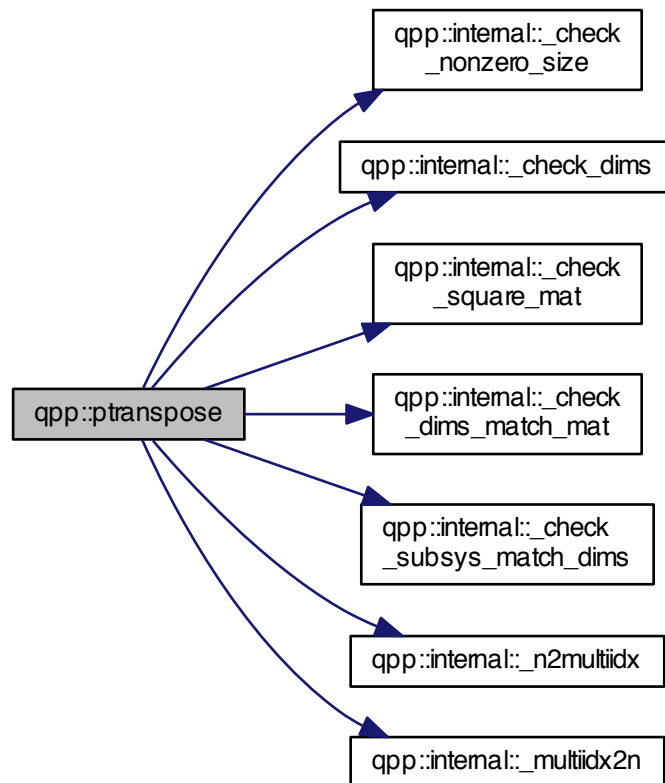 qpp::internal::_check
_nonzero_size
qpp::internal::_check_dims
qpp::internal::_check
_square_mat
qpp::ptranspose
qpp::internal::_check
_dims_match_mat
qpp::internal::_check
_subsys_match_dims
qpp::internal::_n2multiidx
qpp::internal::_multiidx2n